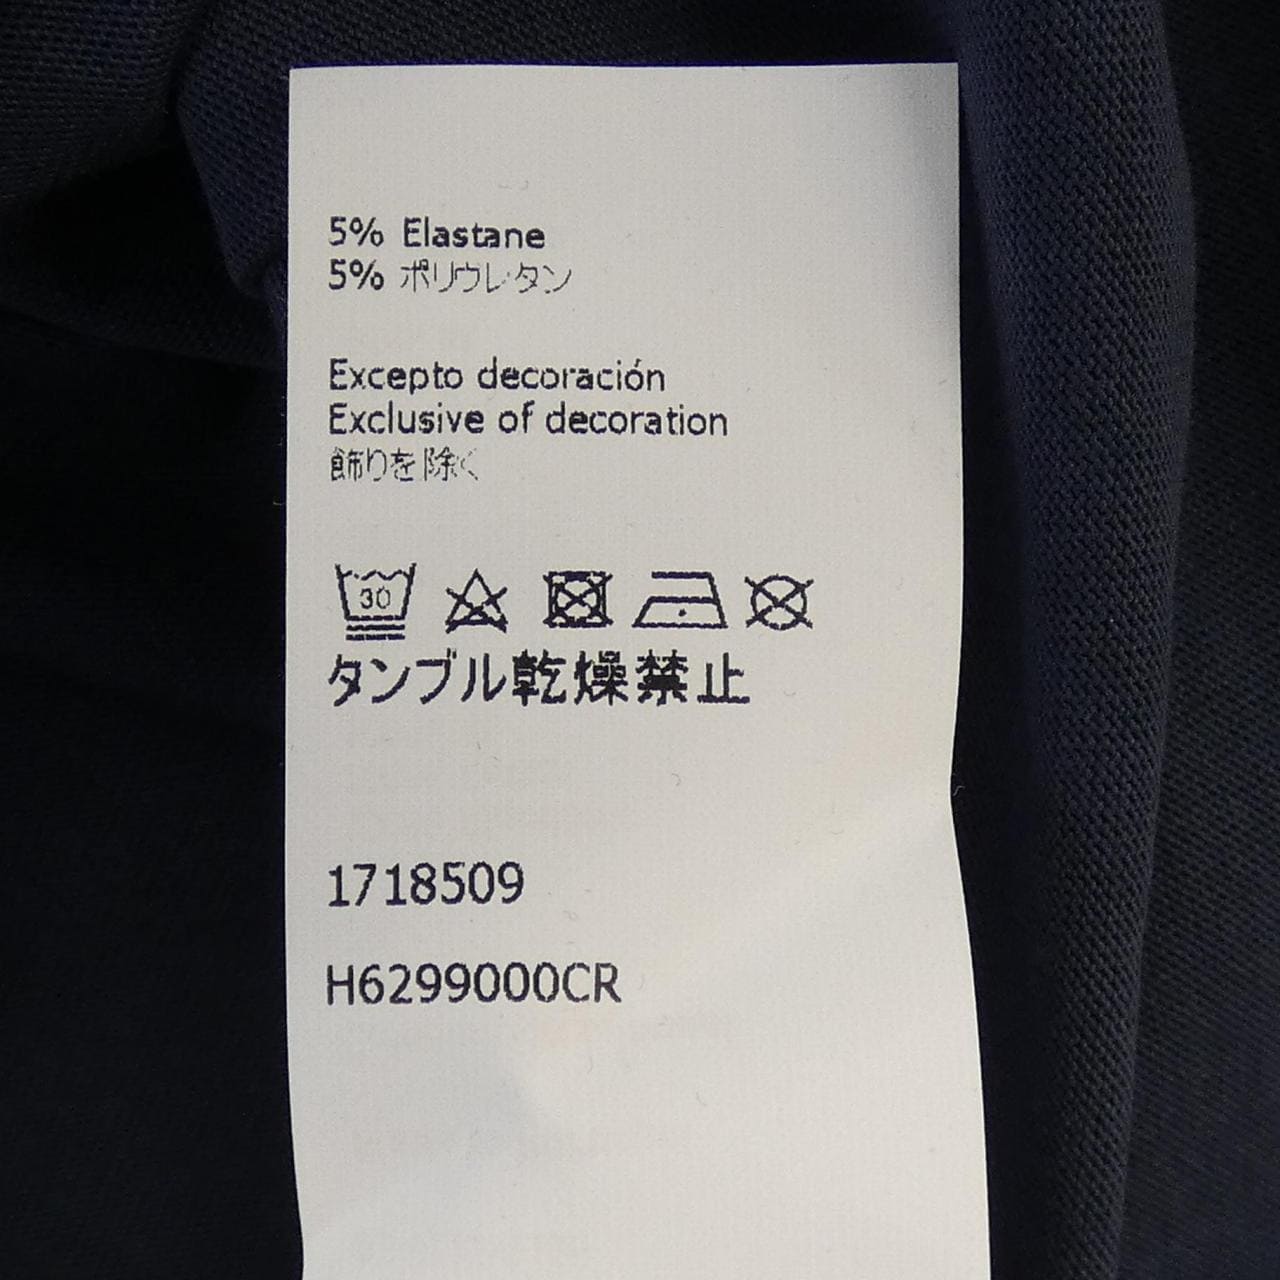 5% Elastane
5% ポリウレタン
Excepto decoración
Exclusive of decoration
飾りを除く
30
タンブル乾燥禁止
1718509
H6299000CR